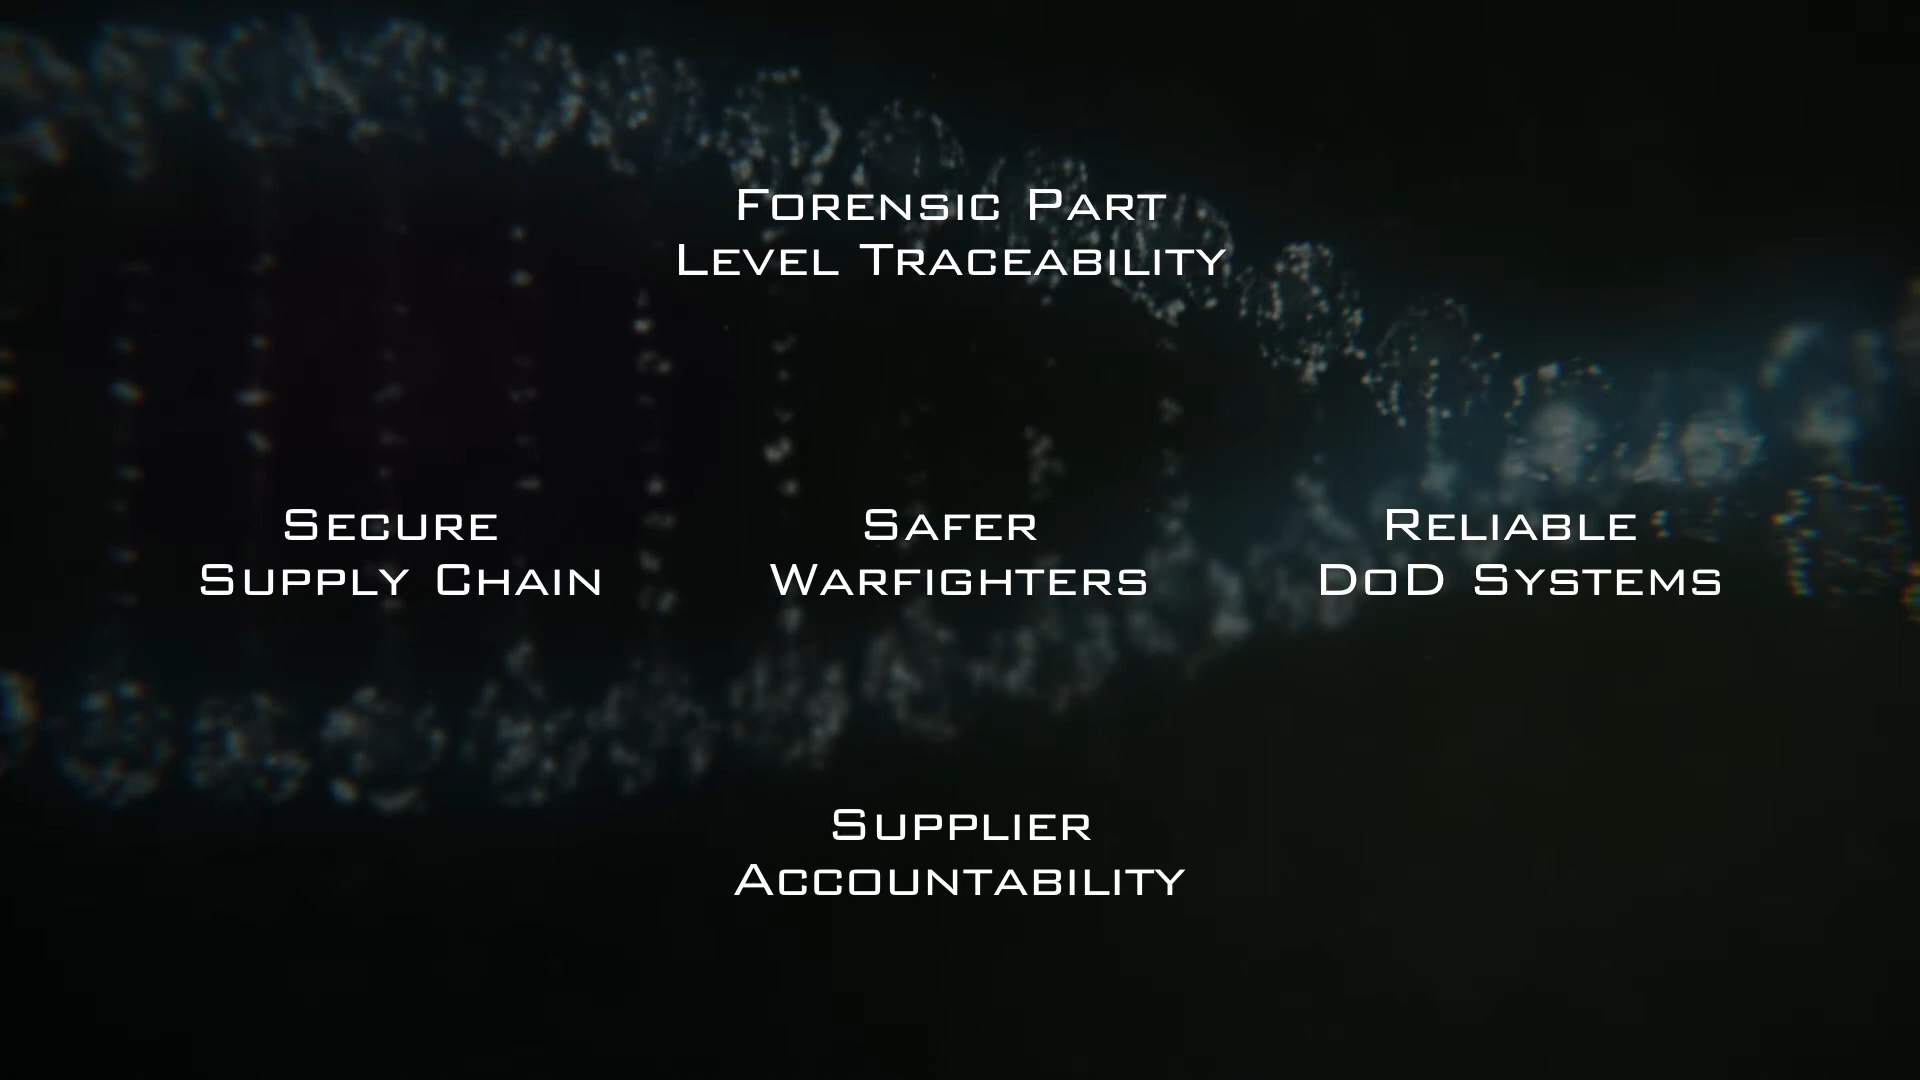 Forensic Part
Level Traceability
Secure
Supply Chain
Safer
Warfighters
Reliable
DoD Systems
Supplier
Accountability